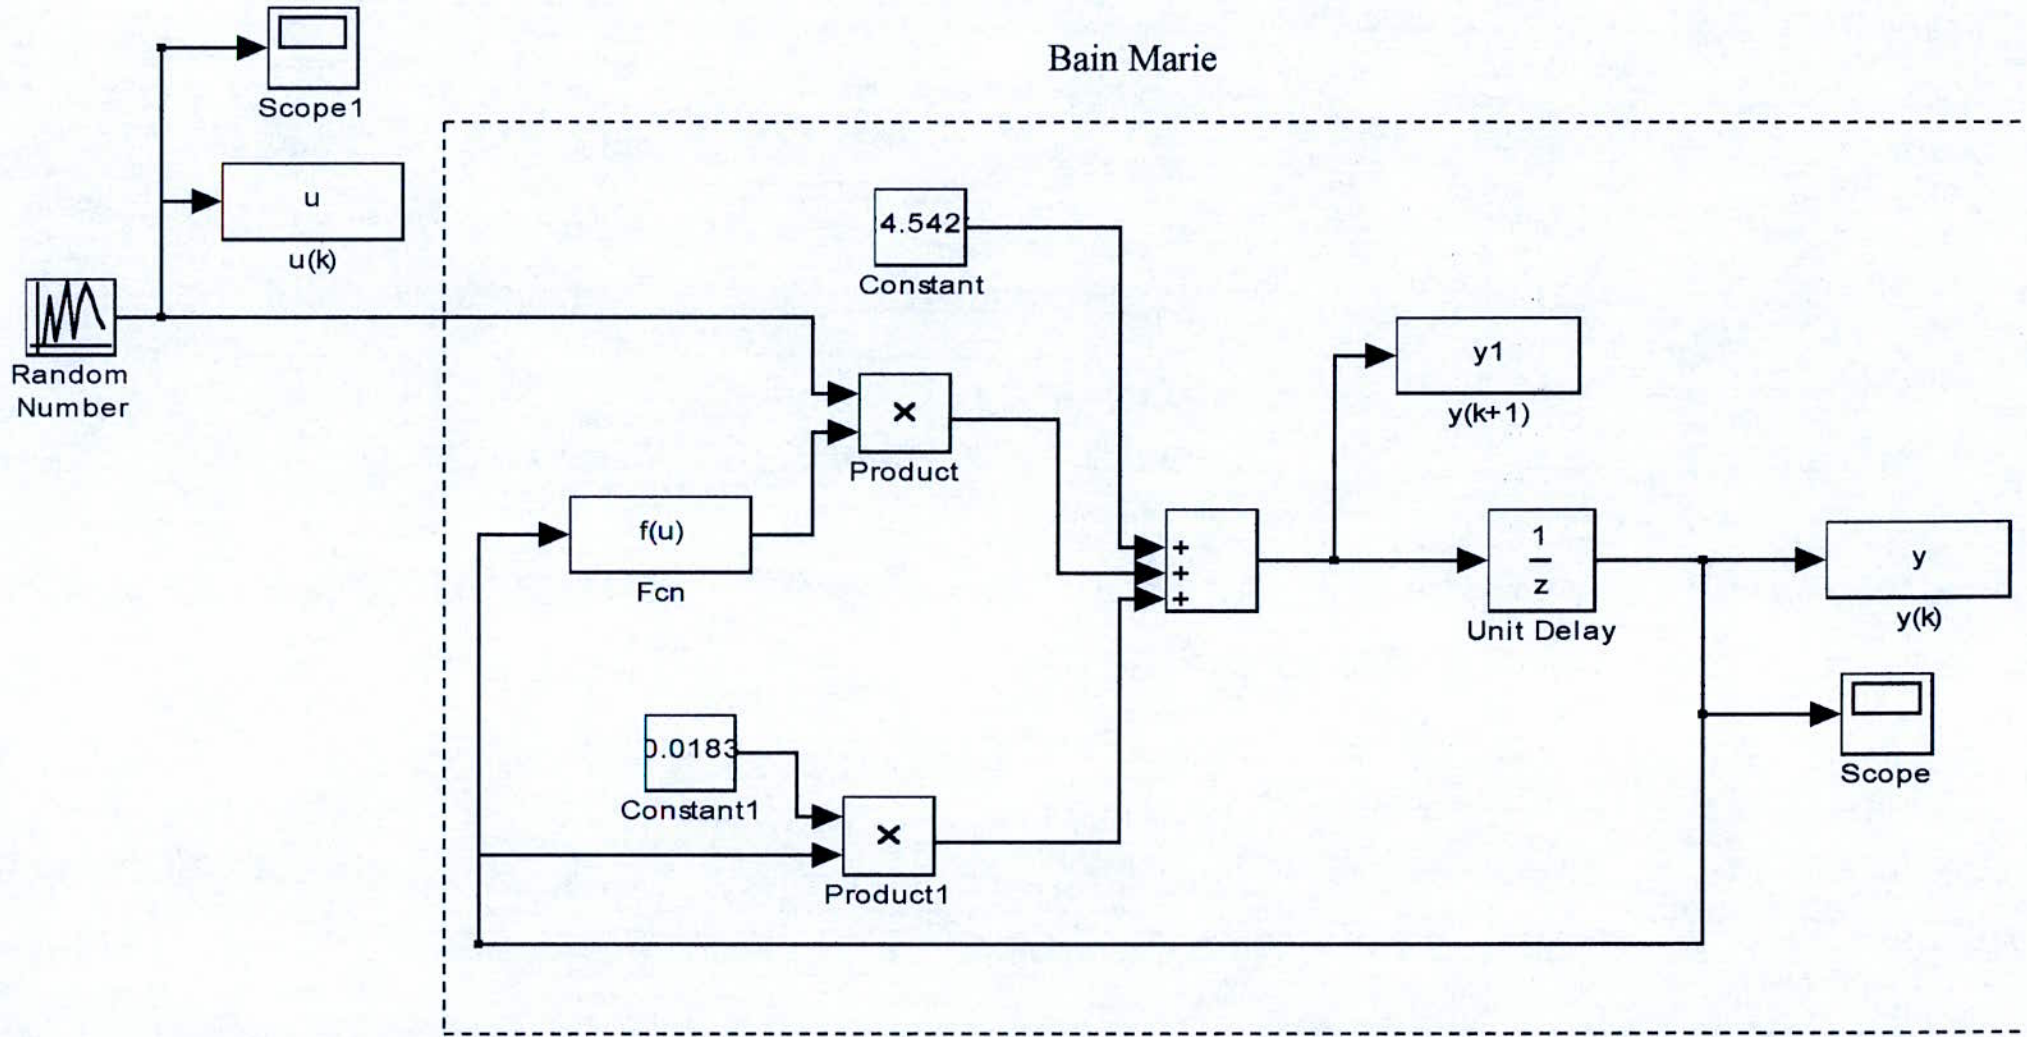 Bain Marie
Scope1
u
u(k)
Random
Number
4.542
Constant
×
Product
f(u)
Fcn
0.0183
Constant1
×
Product1
+
+
+
y1
y(k+1)
1
z
Unit Delay
y
y(k)
Scope